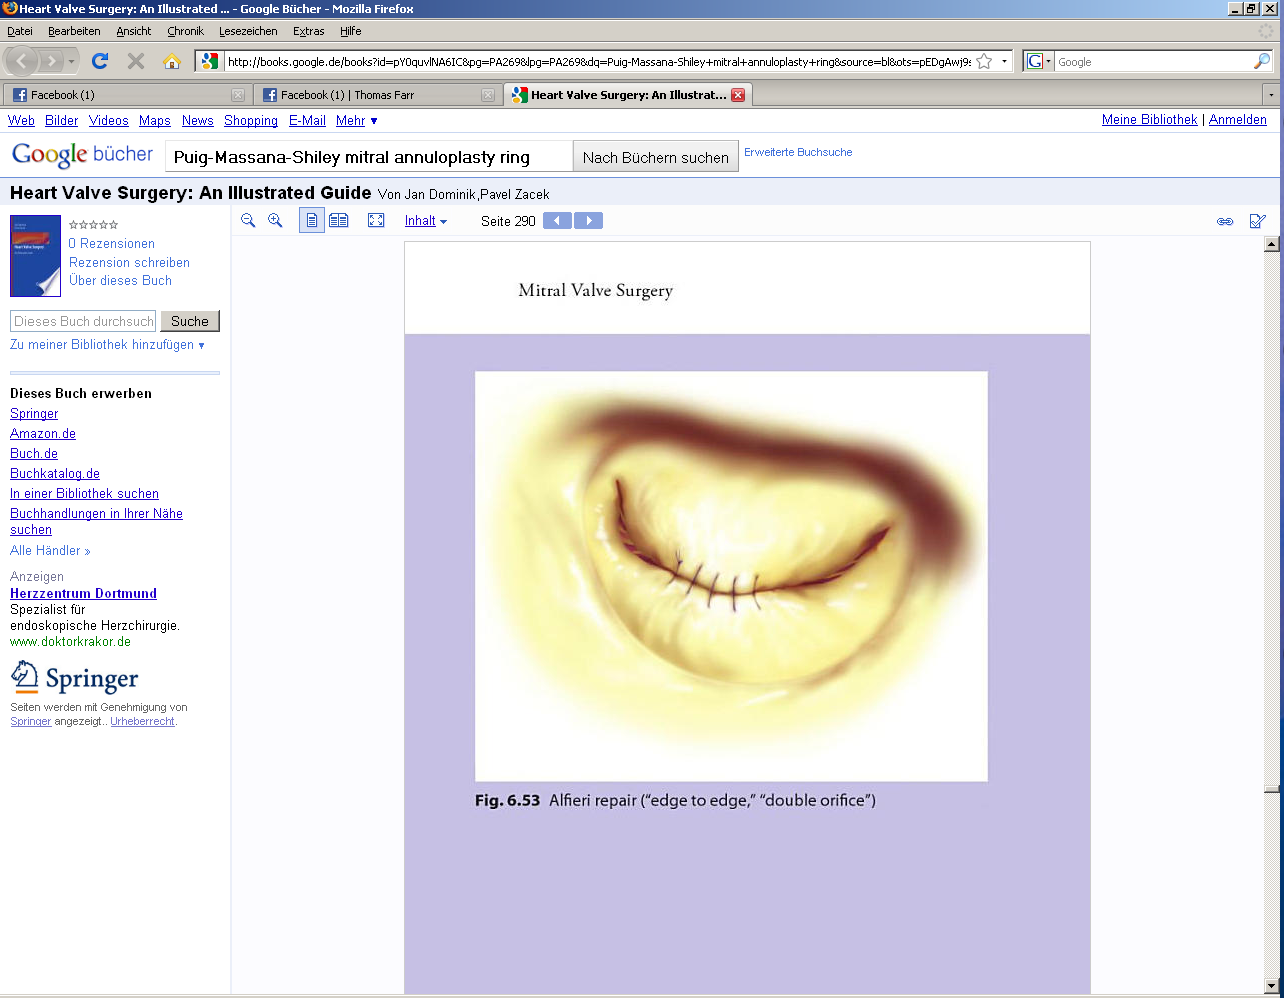 Heart Valve Surgery: An Illustrated ... - Google Bücher - Mozilla Firefox
Datei Bearbeiten Ansicht Chronik Lesezeichen Extras Hilfe
http://books.google.de/books?id=pY0quvlNA6IC&pg=PA269&lpg=PA269&dq=Puig-Massana-Shiley+mitral+annuloplasty+ring&source=bl&ots=pEDgAwj9s
Google
Facebook (1)
Facebook (1) | Thomas Farr
Heart Valve Surgery: An Illustrat...
Web Bilder Videos Maps News Shopping E-Mail Mehr ▼
Meine Bibliothek | Anmelden
Google bücher
Puig-Massana-Shiley mitral annuloplasty ring
Nach Büchern suchen
Erweiterte Buchsuche
Heart Valve Surgery: An Illustrated Guide Von Jan Dominik,Pavel Zacek
Inhalt
Seite 290
0 Rezensionen
Rezension schreiben
Über dieses Buch
Dieses Buch durchsuch
Suche
Zu meiner Bibliothek hinzufügen ▼
Dieses Buch erwerben
Springer
Amazon.de
Buch.de
Buchkatalog.de
In einer Bibliothek suchen
Buchhandlungen in Ihrer Nähe
suchen
Alle Händler »
Anzeigen
Herzzentrum Dortmund
Spezialist für
endoskopische Herzchirurgie.
www.doktorkrakor.de
Springer
Seiten werden mit Genehmigung von
Springer angezeigt.. Urheberrecht.
Mitral Valve Surgery
Fig. 6.53 Alfieri repair (“edge to edge,” “double orifice”)